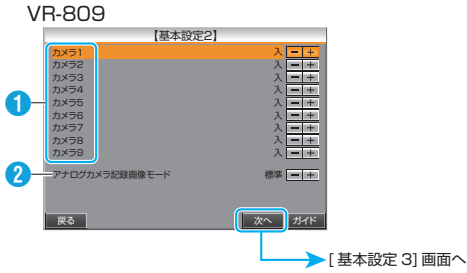 VR-809
【基本設定2】
カメラ1 入 － ＋
カメラ2 入 － ＋
カメラ3 入 － ＋
カメラ4 入 － ＋
カメラ5 入 － ＋
カメラ6 入 － ＋
カメラ7 入 － ＋
カメラ8 入 － ＋
カメラ9 入 － ＋
1
2 アナログカメラ記録画像モード 標準 － ＋
戻る 次へ ガイド
[ 基本設定 3] 画面へ